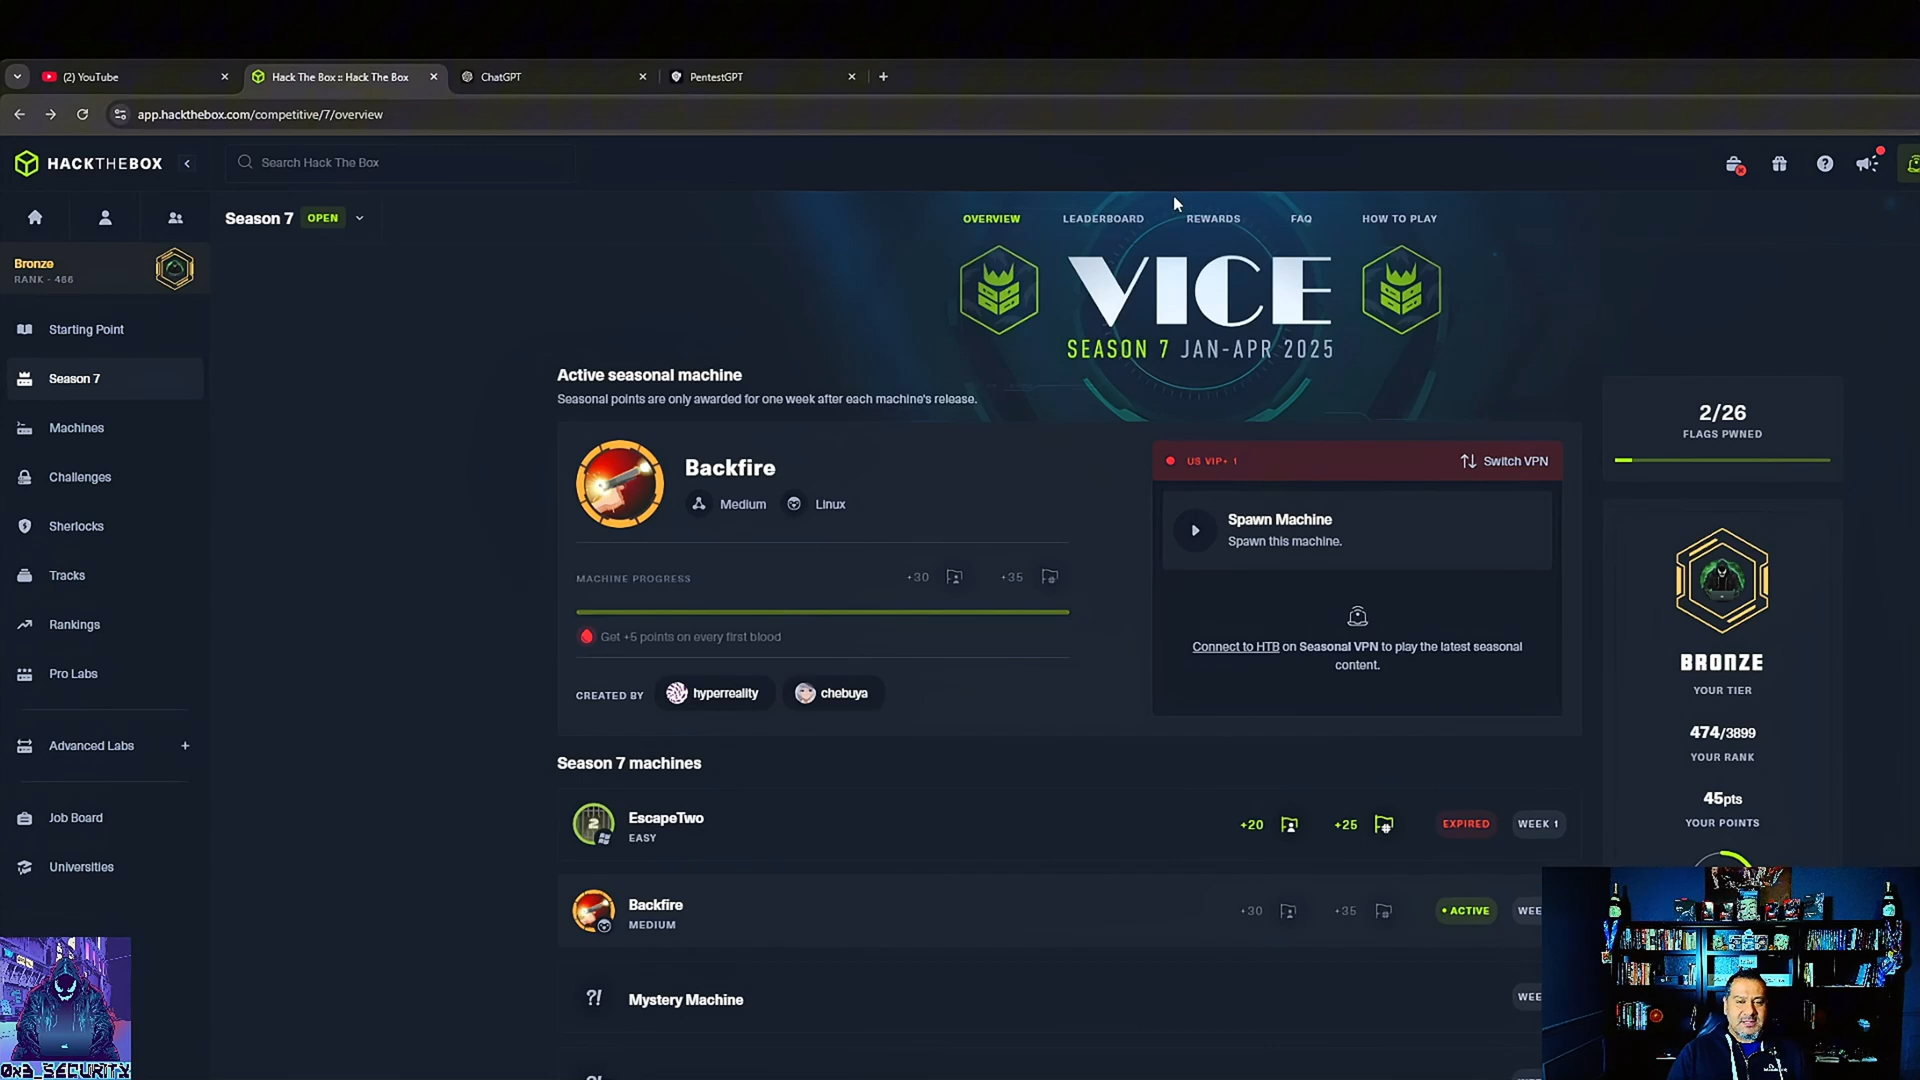 (2) YouTube
Hack The Box :: Hack The Box
ChatGPT
PentestGPT
app.hackthebox.com/competitive/7/overview
HACKTHEBOX
Search Hack The Box
Season 7 OPEN
OVERVIEW LEADERBOARD REWARDS FAQ HOW TO PLAY
Bronze
RANK - 466
VICE
SEASON 7 JAN-APR 2025
Starting Point
Season 7
Machines
Challenges
Sherlocks
Tracks
Rankings
Pro Labs
Advanced Labs +
Job Board
Universities
Active seasonal machine
Seasonal points are only awarded for one week after each machine's release.
Backfire
Medium Linux
MACHINE PROGRESS +30 +35
Get +5 points on every first blood
CREATED BY hyperreality chebuya
US VIP+ 1 Switch VPN
Spawn Machine
Spawn this machine.
Connect to HTB on Seasonal VPN to play the latest seasonal
content.
2/26
FLAGS PWNED
BRONZE
YOUR TIER
474/3899
YOUR RANK
45pts
YOUR POINTS
Season 7 machines
2
EscapeTwo
EASY
+20 +25 EXPIRED WEEK 1
Backfire
MEDIUM
+30 +35 • ACTIVE WEE
?! Mystery Machine WEE
0x3_SECURITY